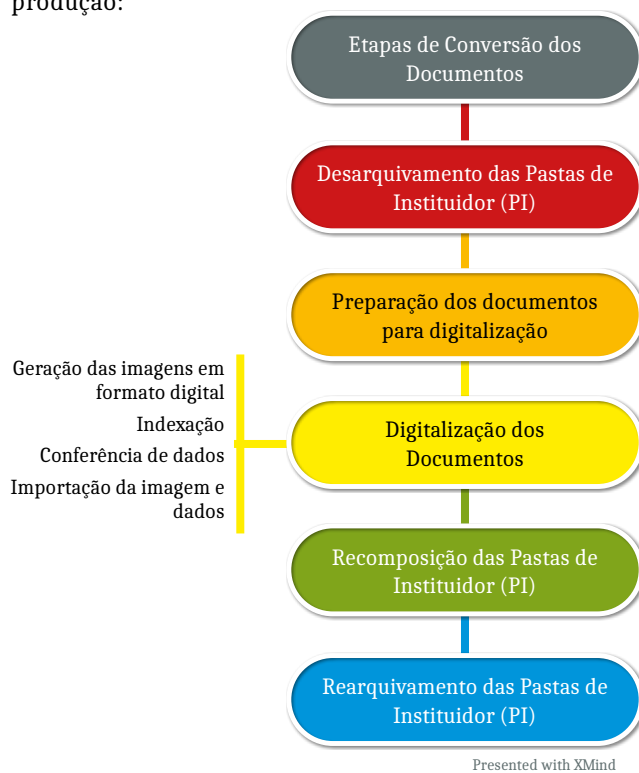 produção:
Etapas de Conversão dos
Documentos
Desarquivamento das Pastas de
Instituidor (PI)
Preparação dos documentos
para digitalização
Geração das imagens em
formato digital
Indexação
Conferência de dados
Importação da imagem e
dados
Digitalização dos
Documentos
Recomposição das Pastas de
Instituidor (PI)
Rearquivamento das Pastas de
Instituidor (PI)
Presented with XMind